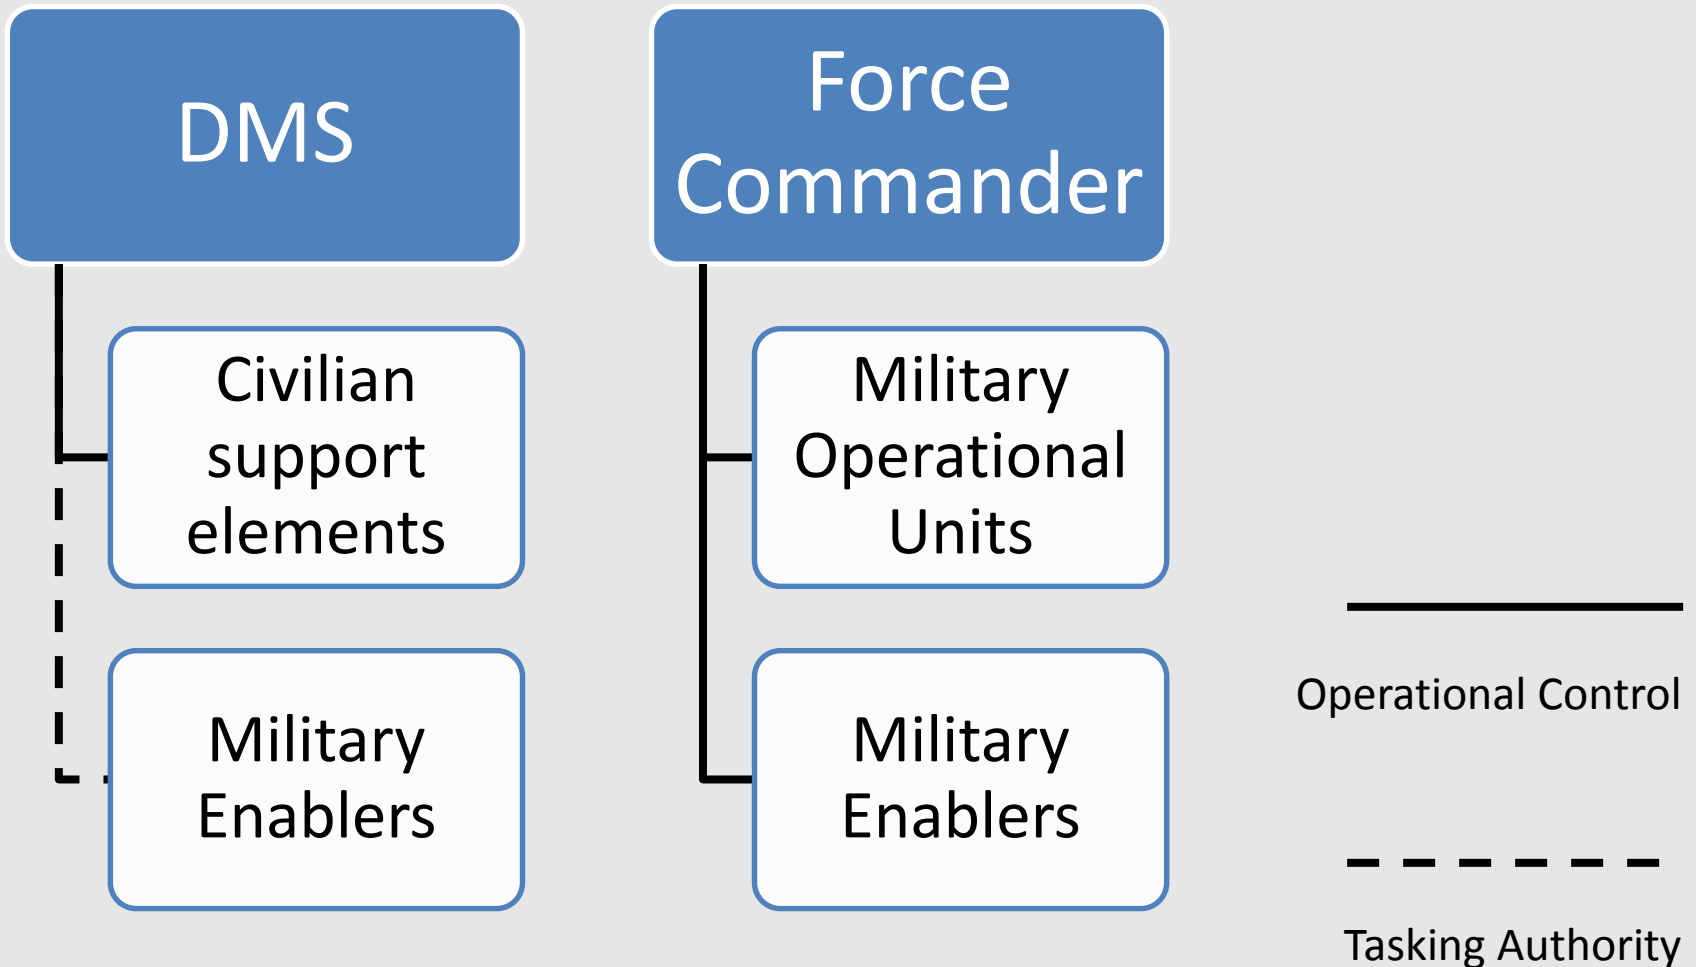 DMS
Force
Commander
Civilian
support
elements
Military
Operational
Units
Military
Enablers
Military
Enablers
Operational Control
Tasking Authority